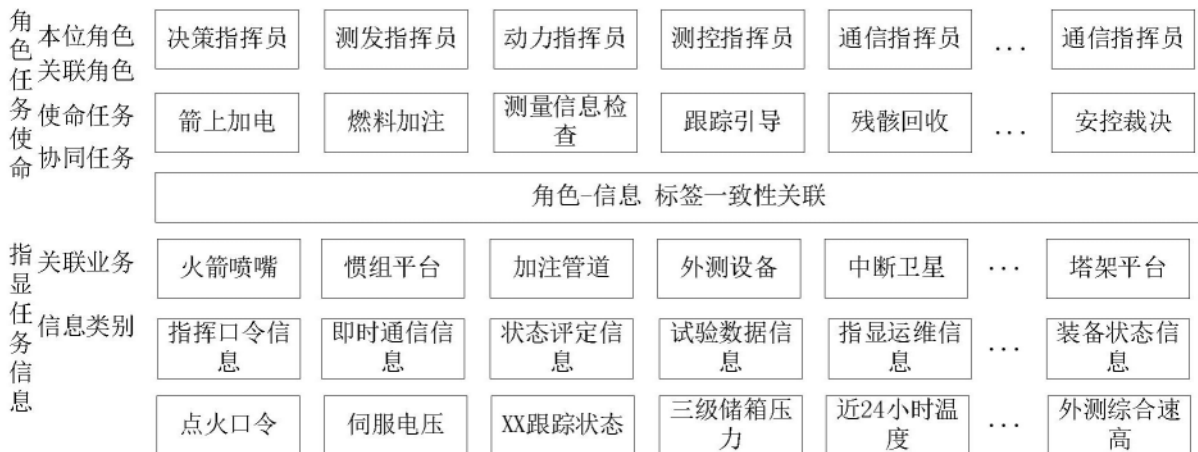 角色任务使命
本位角色
关联角色
决策指挥员 测发指挥员 动力指挥员 测控指挥员 通信指挥员 ... 通信指挥员
使命任务
协同任务
箭上加电 燃料加注 测量信息检查 跟踪引导 残骸回收 ... 安控裁决
角色-信息 标签一致性关联
指显任务信息
关联业务
火箭喷嘴 惯组平台 加注管道 外测设备 中断卫星 ... 塔架平台
信息类别
指挥口令信息 即时通信信息 状态评定信息 试验数据信息 指显运维信息 ... 装备状态信息
点火口令 伺服电压 XX跟踪状态 三级储箱压力 近24小时温度 ... 外测综合速高